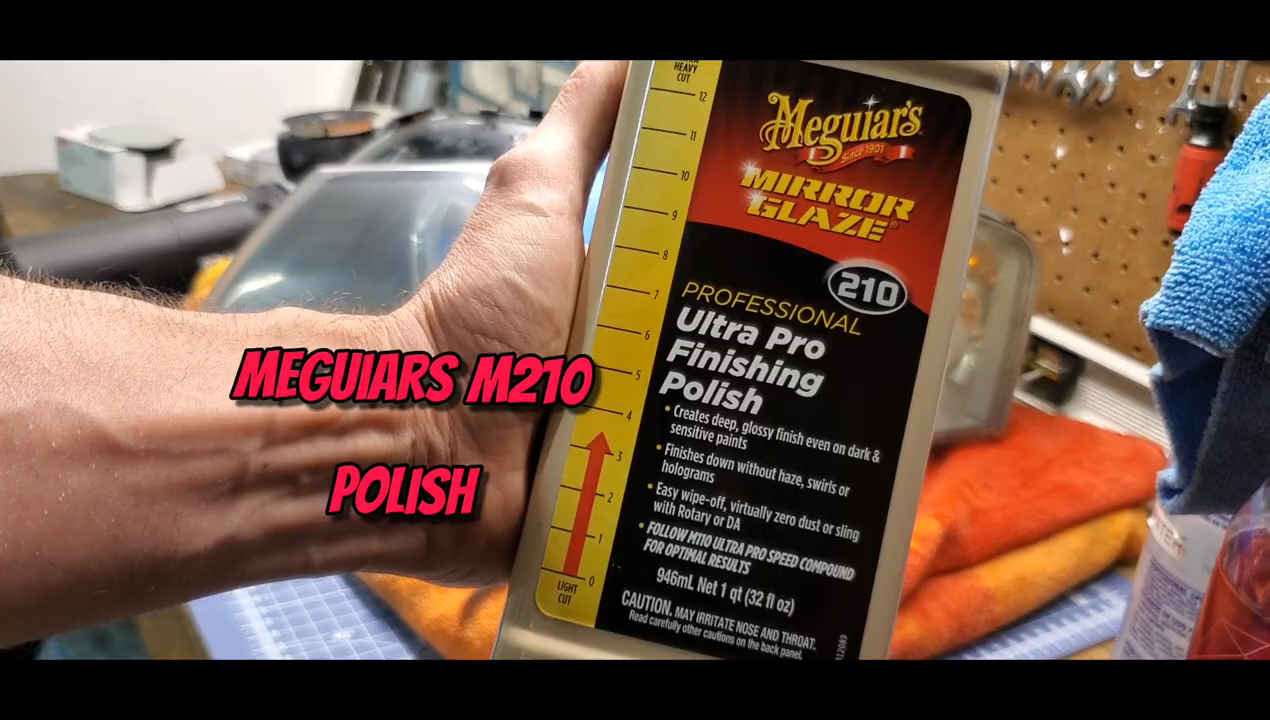 HEAVY
CUT
12
11
10
9
8
7
6
5
4
3
2
1
0
LIGHT
CUT
Meguiar's
Since 1901
MIRROR
GLAZE®
210
PROFESSIONAL
Ultra Pro
Finishing
Polish
• Creates deep, glossy finish even on dark &
sensitive paints
• Finishes down without haze, swirls or
holograms
• Easy wipe-off, virtually zero dust or sling
with Rotary or DA
• FOLLOW M110 ULTRA PRO SPEED COMPOUND
FOR OPTIMAL RESULTS
946mL Net 1 qt (32 fl oz)
CAUTION. MAY IRRITATE NOSE AND THROAT.
Read carefully other cautions on the back panel.
MEGUIARS M210
POLISH